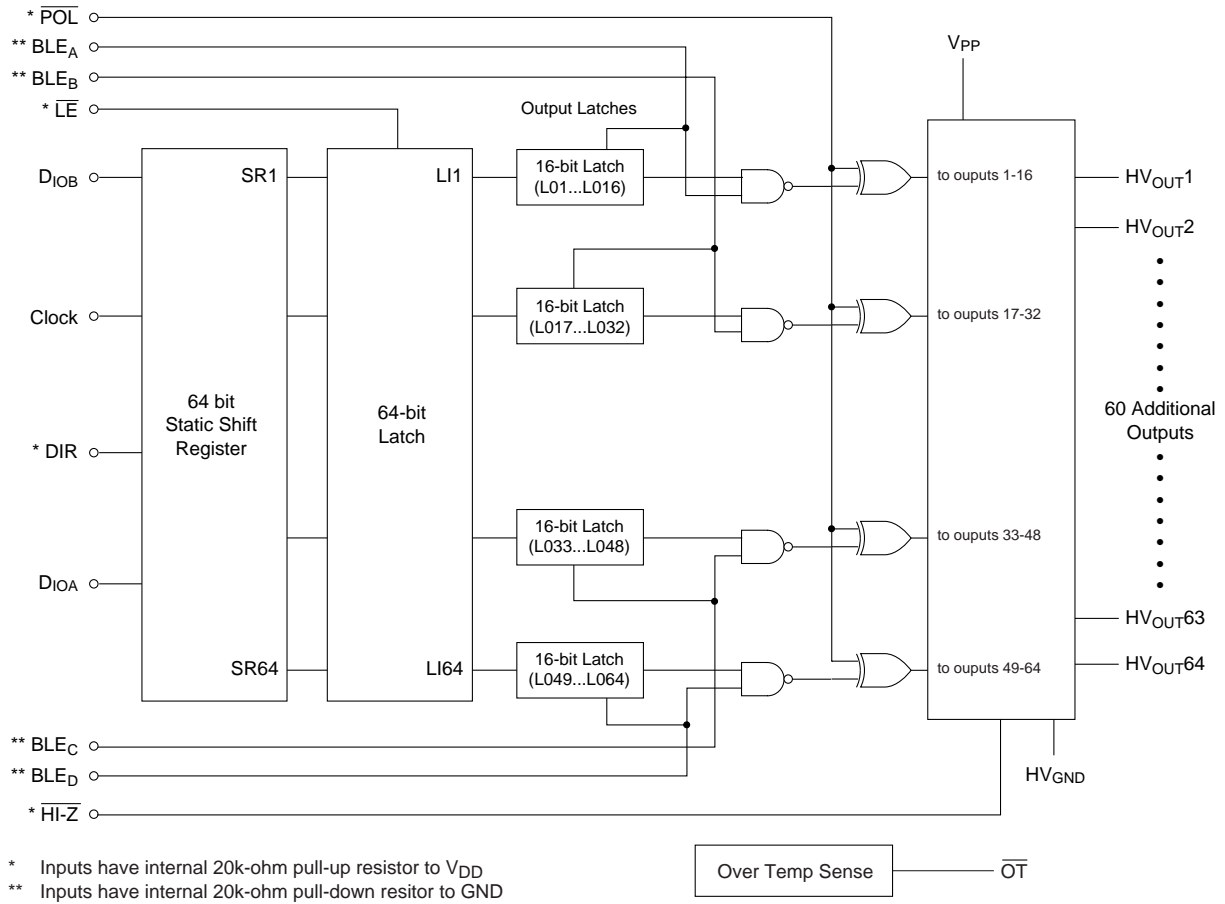 * POL
** BLEA
** BLEB
* LE
VPP
Output Latches
DIOB
SR1
LI1
16-bit Latch
(L01...L016)
to ouputs 1-16
HVOUT1
HVOUT2
Clock
16-bit Latch
(L017...L032)
to ouputs 17-32
64 bit
Static Shift
Register
64-bit
Latch
* DIR
60 Additional
Outputs
16-bit Latch
(L033...L048)
to ouputs 33-48
DIOA
HVOUT63
SR64
LI64
16-bit Latch
(L049...L064)
to ouputs 49-64
HVOUT64
** BLEC
** BLED
HVGND
* HI-Z
* Inputs have internal 20k-ohm pull-up resistor to VDD
** Inputs have internal 20k-ohm pull-down resitor to GND
Over Temp Sense
OT